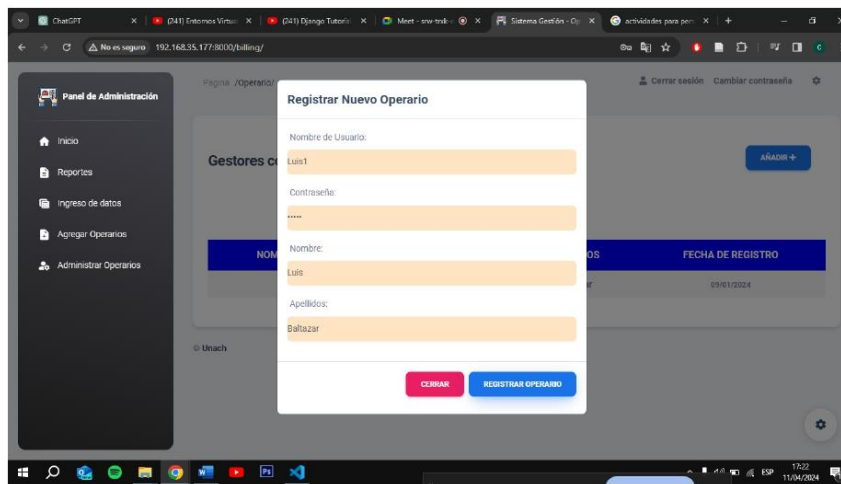 ChatGPT
(241) Entornos Virtua
(241) Django Tutoria
Meet - srw-tndr
Sistema Gestión - Op
actividades para per
No es seguro 192.168.35.177:8000/billing/
Panel de Administración
Pagina /Operario/
Cerrar sesión Cambiar contraseña
Inicio
Reportes
Ingreso de datos
Agregar Operarios
Administrar Operarios
Gestores c
AÑADIR +
NOM
OS
FECHA DE REGISTRO
09/01/2024
Registrar Nuevo Operario
Nombre de Usuario:
Luis1
Contraseña:
•••••
Nombre:
Luis
Apellidos:
Baltazar
CERRAR REGISTRAR OPERARIO
© Unach
ESP
17:22
11/04/2024